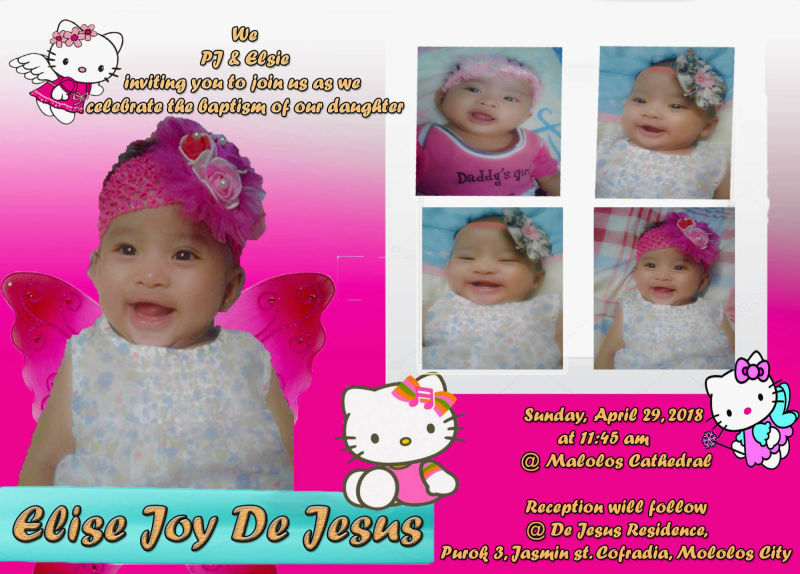 We
PJ & Elsie
inviting you to join us as we
celebrate the baptism of our daughter
Daddy's girl
Elise Joy De Jesus
Sunday, April 29, 2018
at 11:45 am
@ Malolos Cathedral
Reception will follow
@ De Jesus Residence,
Purok 3, Jasmin st. Cofradia, Mololos City